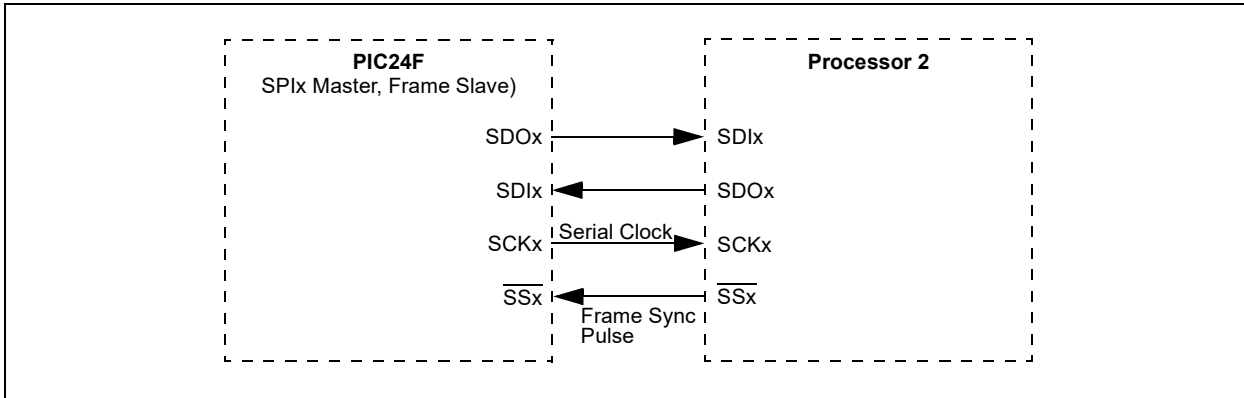 PIC24F
SPIx Master, Frame Slave)
Processor 2
SDOx
SDIx
SDIx
SDOx
SCKx
Serial Clock
SCKx
SSx
SSx
Frame Sync
Pulse